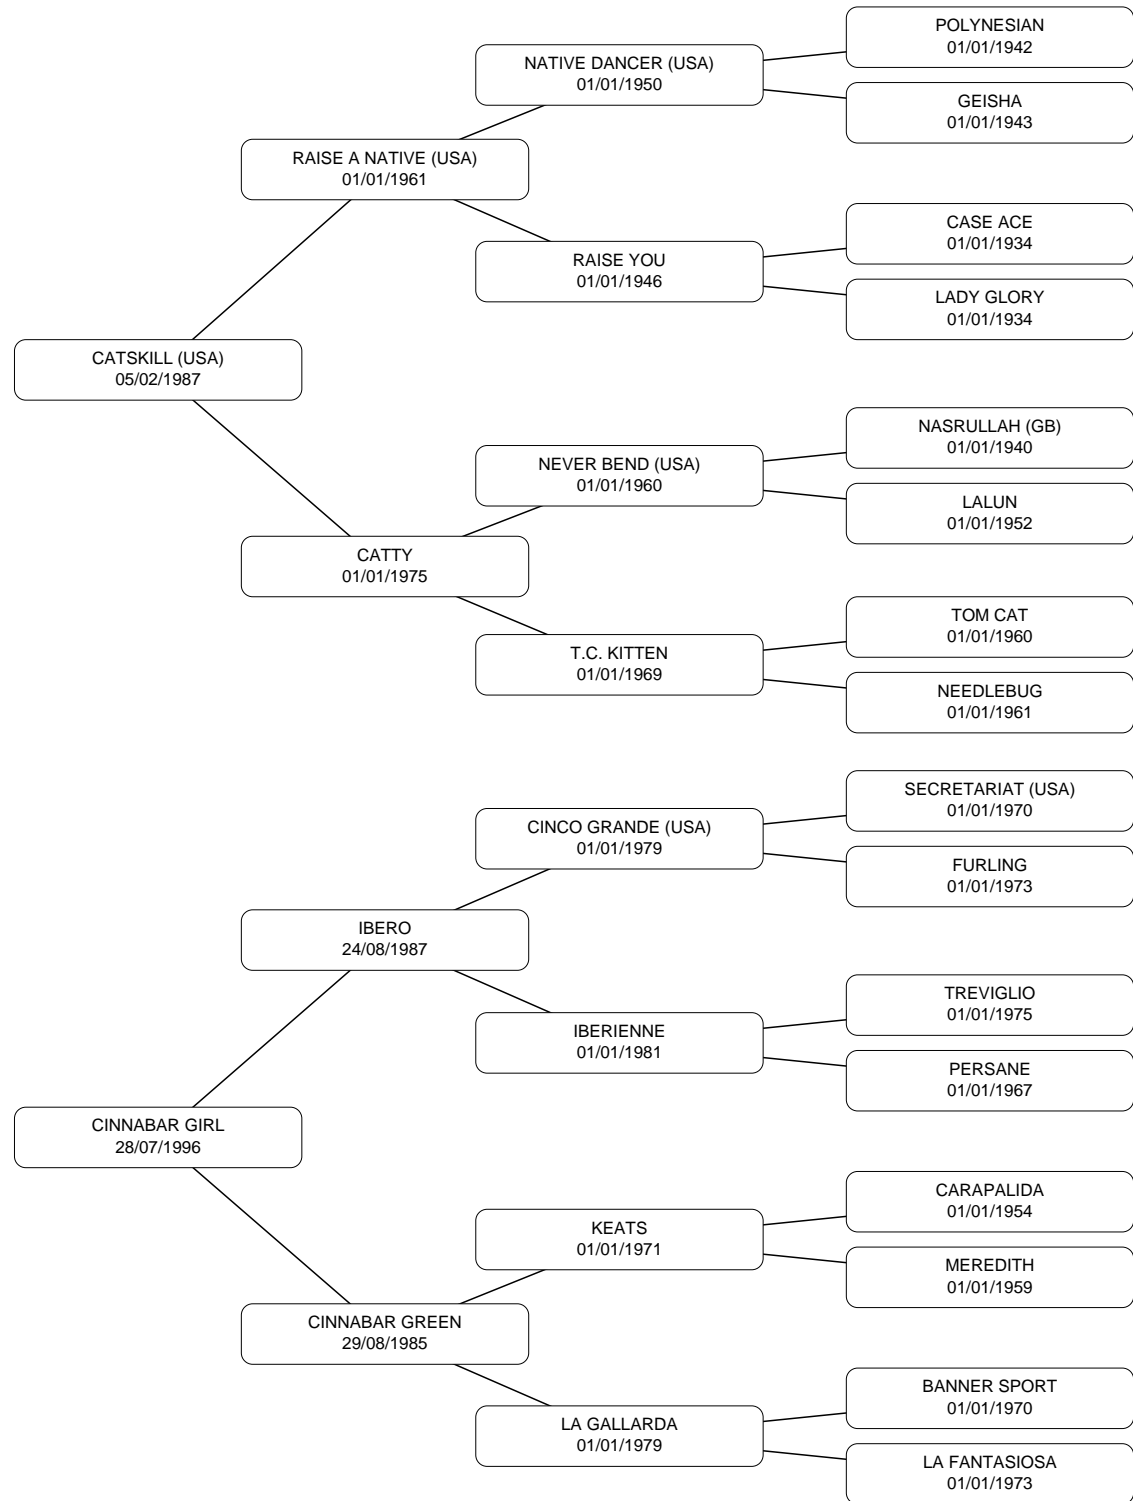 POLYNESIAN
01/01/1942
NATIVE DANCER (USA)
01/01/1950
GEISHA
01/01/1943
RAISE A NATIVE (USA)
01/01/1961
CASE ACE
01/01/1934
RAISE YOU
01/01/1946
LADY GLORY
01/01/1934
CATSKILL (USA)
05/02/1987
NASRULLAH (GB)
01/01/1940
NEVER BEND (USA)
01/01/1960
LALUN
01/01/1952
CATTY
01/01/1975
TOM CAT
01/01/1960
T.C. KITTEN
01/01/1969
NEEDLEBUG
01/01/1961
SECRETARIAT (USA)
01/01/1970
CINCO GRANDE (USA)
01/01/1979
FURLING
01/01/1973
IBERO
24/08/1987
TREVIGLIO
01/01/1975
IBERIENNE
01/01/1981
PERSANE
01/01/1967
CINNABAR GIRL
28/07/1996
CARAPALIDA
01/01/1954
KEATS
01/01/1971
MEREDITH
01/01/1959
CINNABAR GREEN
29/08/1985
BANNER SPORT
01/01/1970
LA GALLARDA
01/01/1979
LA FANTASIOSA
01/01/1973